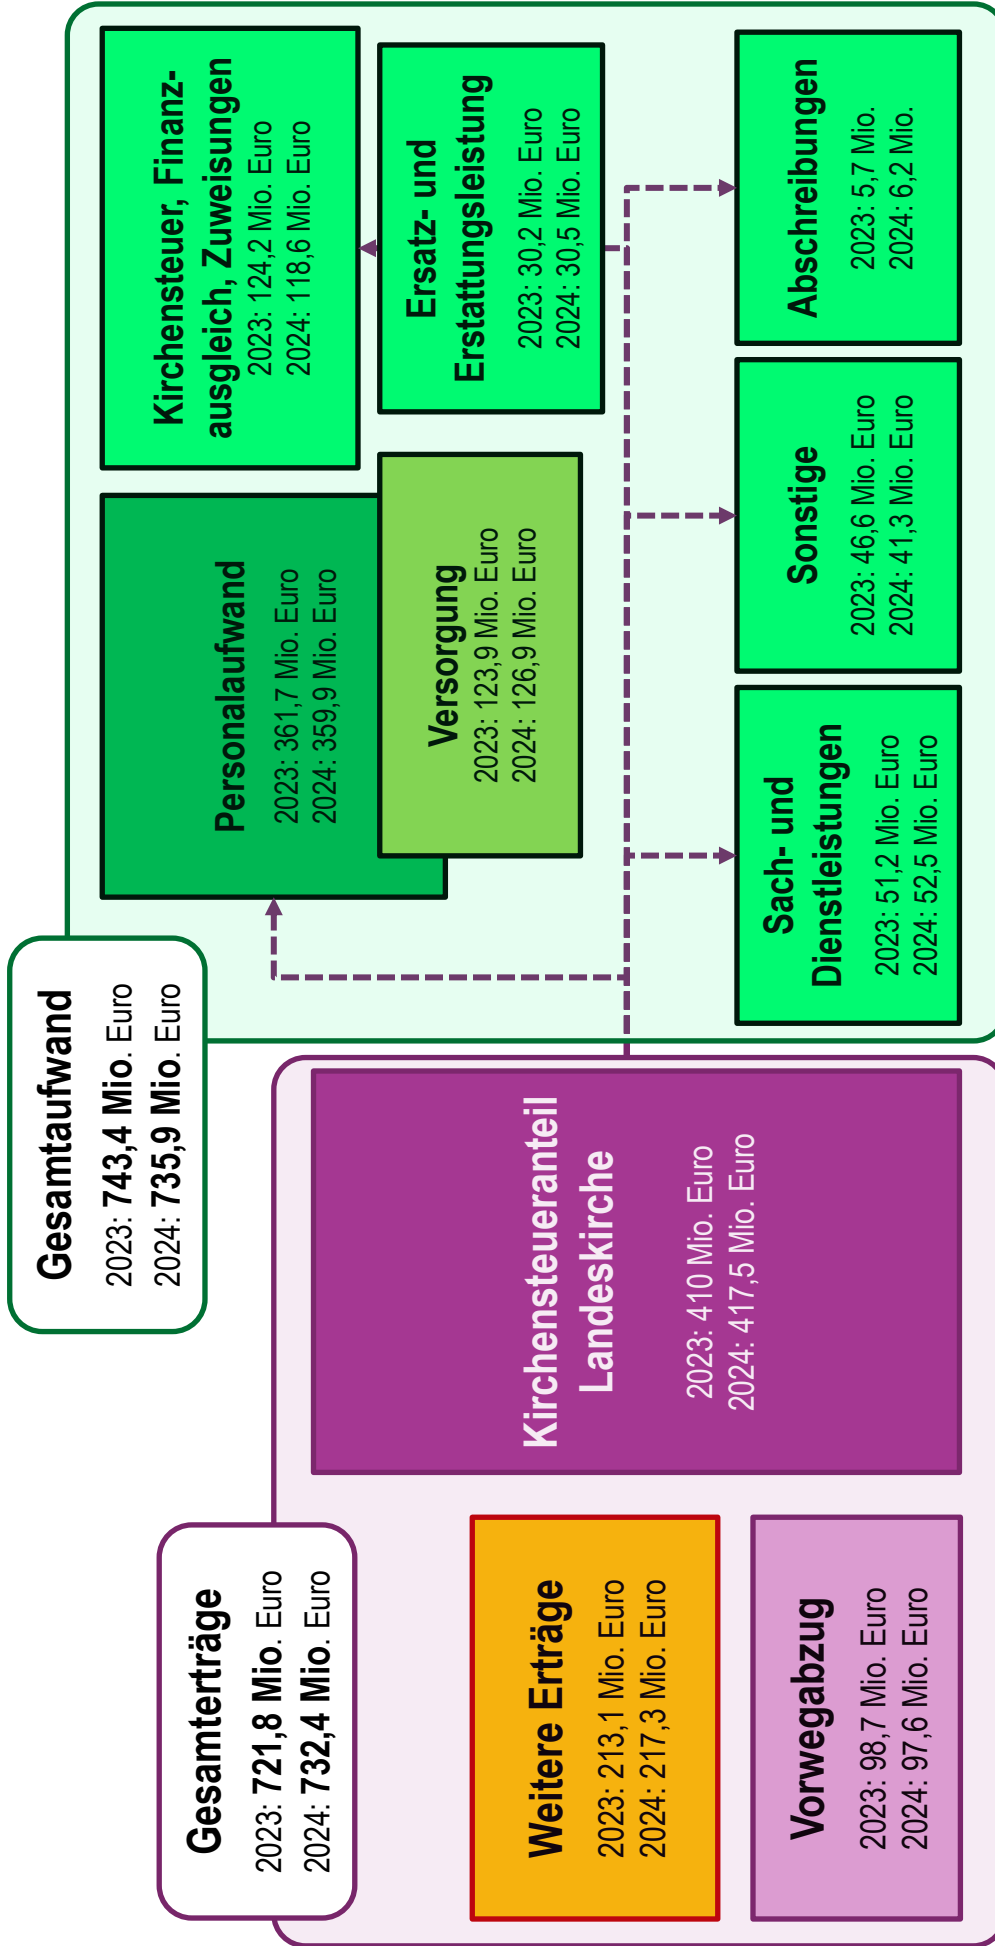 Gesamterträge
2023: 721,8 Mio. Euro
2024: 732,4 Mio. Euro
Weitere Erträge
2023: 213,1 Mio. Euro
2024: 217,3 Mio. Euro
Vorwegabzug
2023: 98,7 Mio. Euro
2024: 97,6 Mio. Euro
Kirchensteueranteil
Landeskirche
2023: 410 Mio. Euro
2024: 417,5 Mio. Euro
Gesamtaufwand
2023: 743,4 Mio. Euro
2024: 735,9 Mio. Euro
Personalaufwand
2023: 361,7 Mio. Euro
2024: 359,9 Mio. Euro
Versorgung
2023: 123,9 Mio. Euro
2024: 126,9 Mio. Euro
Kirchensteuer, Finanz-
ausgleich, Zuweisungen
2023: 124,2 Mio. Euro
2024: 118,6 Mio. Euro
Ersatz- und
Erstattungsleistung
2023: 30,2 Mio. Euro
2024: 30,5 Mio. Euro
Sach- und
Dienstleistungen
2023: 51,2 Mio. Euro
2024: 52,5 Mio. Euro
Sonstige
2023: 46,6 Mio. Euro
2024: 41,3 Mio. Euro
Abschreibungen
2023: 5,7 Mio.
2024: 6,2 Mio.